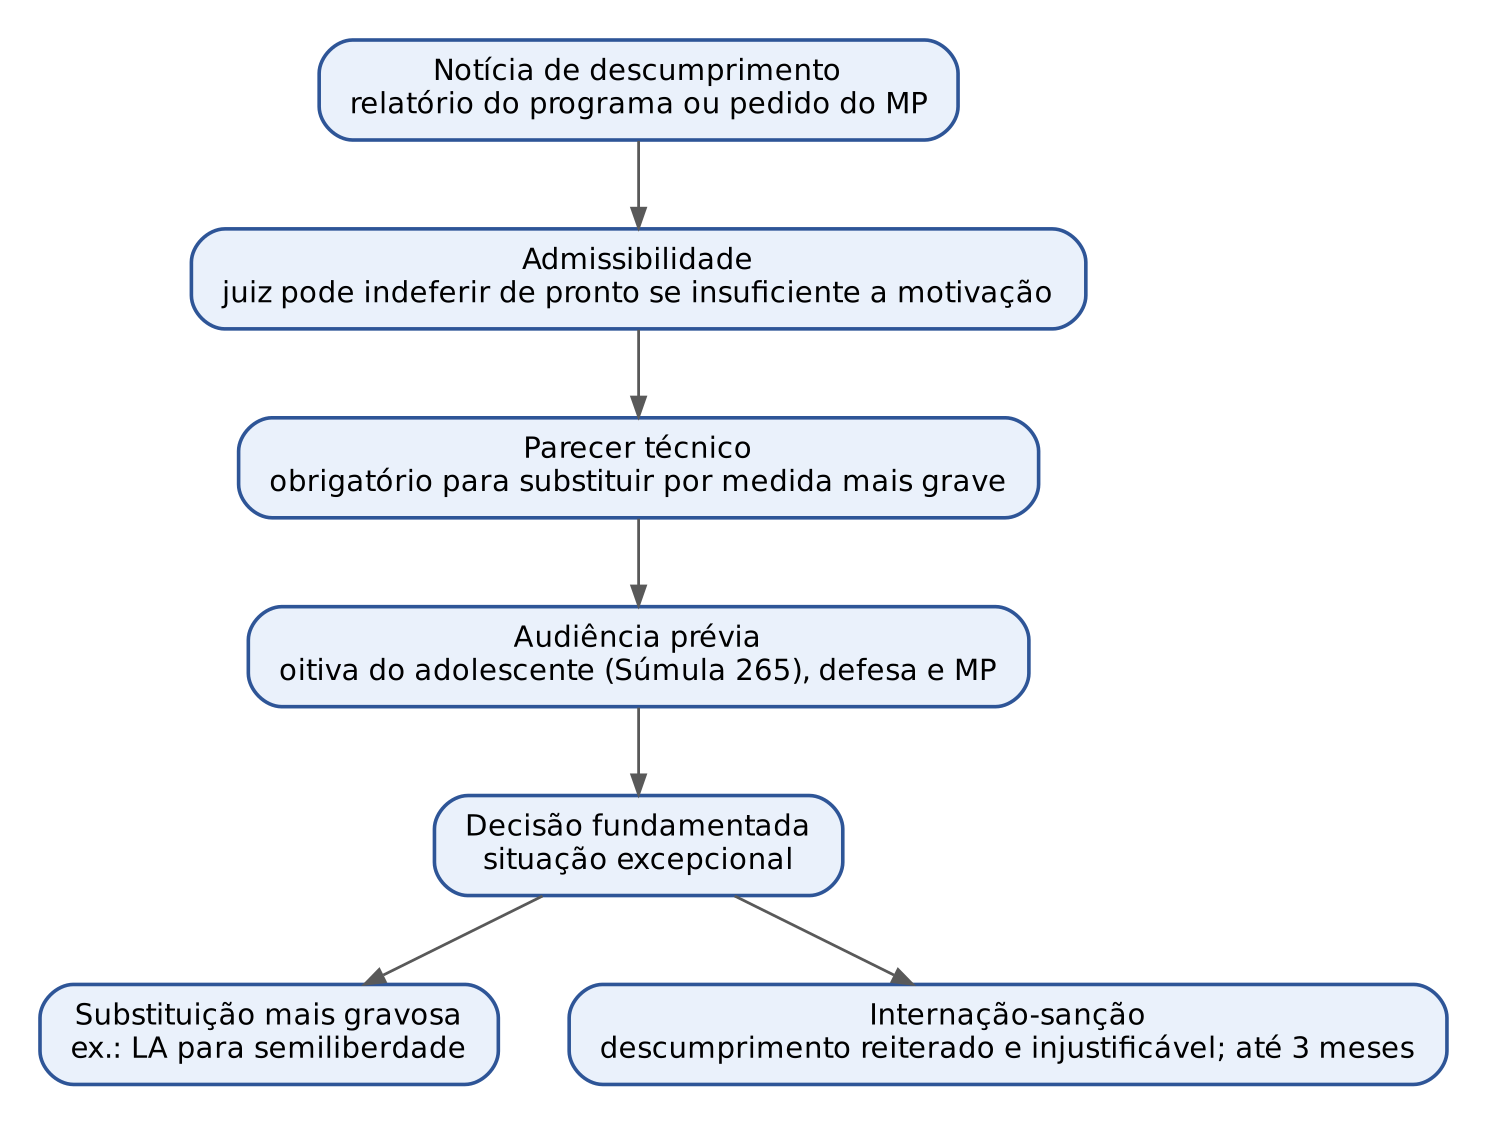 Notícia de descumprimento
relatório do programa ou pedido do MP
Admissibilidade
juiz pode indeferir de pronto se insuficiente a motivação
Parecer técnico
obrigatório para substituir por medida mais grave
Audiência prévia
oitiva do adolescente (Súmula 265), defesa e MP
Decisão fundamentada
situação excepcional
Substituição mais gravosa
ex.: LA para semiliberdade
Internação-sanção
descumprimento reiterado e injustificável; até 3 meses